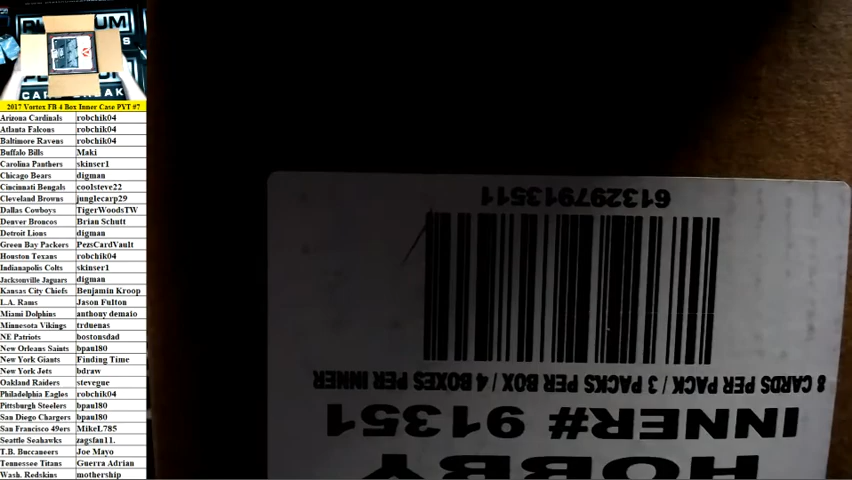 2017 Vortex FB 4 Box Inner Case PYT #7
Arizona Cardinals robchik04
Atlanta Falcons robchik04
Baltimore Ravens robchik04
Buffalo Bills Maki
Carolina Panthers skinser1
Chicago Bears digman
Cincinnati Bengals coolsteve22
Cleveland Browns junglecarp29
Dallas Cowboys TigerWoodsTW
Denver Broncos Brian Schutt
Detroit Lions digman
Green Bay Packers PezsCardVault
Houston Texans robchik04
Indianapolis Colts skinser1
Jacksonville Jaguars digman
Kansas City Chiefs Benjamin Kroop
L.A. Rams Jason Fulton
Miami Dolphins anthony demaio
Minnesota Vikings trduenas
NE Patriots bostonsdad
New Orleans Saints bpau180
New York Giants Finding Time
New York Jets bdraw
Oakland Raiders stevegue
Philadelphia Eagles robchik04
Pittsburgh Steelers bpau180
San Diego Chargers bpau180
San Francisco 49ers MikeL785
Seattle Seahawks zagsfan11.
T.B. Buccaneers Joe Mayo
Tennessee Titans Guerra Adrian
Wash. Redskins mothership
HOBBY
INNER# 91351
8 CARDS PER PACK / 3 PACKS PER BOX / 4 BOXES PER INNER
613297913511